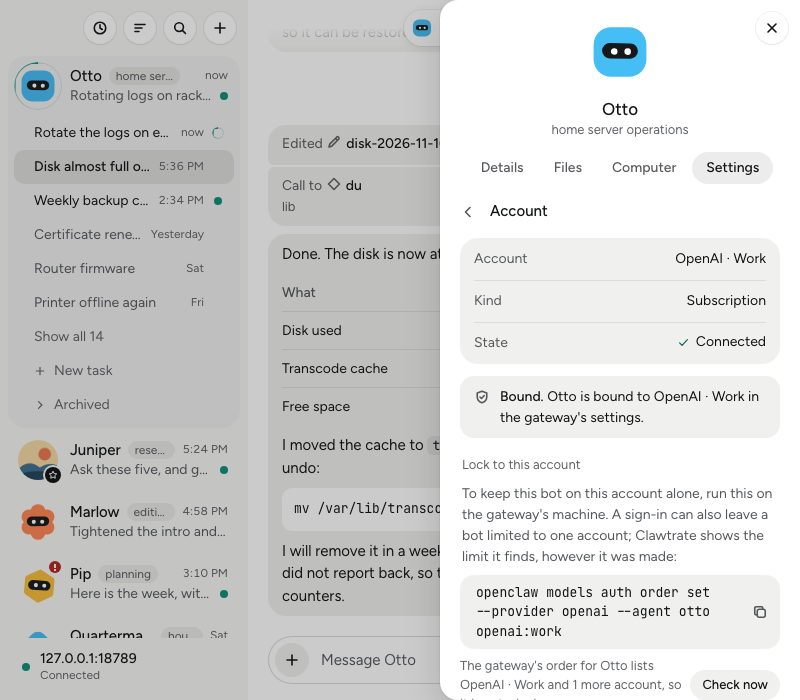 Otto home ser... now
Rotating logs on rack...
Rotate the logs on e... now
Disk almost full o... 5:36 PM
Weekly backup c... 2:34 PM
Certificate rene... Yesterday
Router firmware Sat
Printer offline again Fri
Show all 14
New task
Archived
Juniper rese... 5:24 PM
Ask these five, and g...
Marlow editi... 4:58 PM
Tightened the intro and...
Pip planning 3:10 PM
Here is the week, wit...
Quarterma hou... Sat
127.0.0.1:18789
Connected
so it can be restor
Edited disk-2026-11-1
Call to du
lib
Done. The disk is now at
What
Disk used
Transcode cache
Free space
I moved the cache to
undo:
mv /var/lib/transco
I will remove it in a week
did not report back, so t
counters.
Message Otto
Otto
home server operations
Details Files Computer Settings
Account
Account OpenAI · Work
Kind Subscription
State Connected
Bound. Otto is bound to OpenAI · Work in
the gateway's settings.
Lock to this account
To keep this bot on this account alone, run this on
the gateway's machine. A sign-in can also leave a
bot limited to one account; Clawtrate shows the
limit it finds, however it was made:
openclaw models auth order set
--provider openai --agent otto
openai:work
The gateway's order for Otto lists
OpenAI · Work and 1 more account, so
Check now